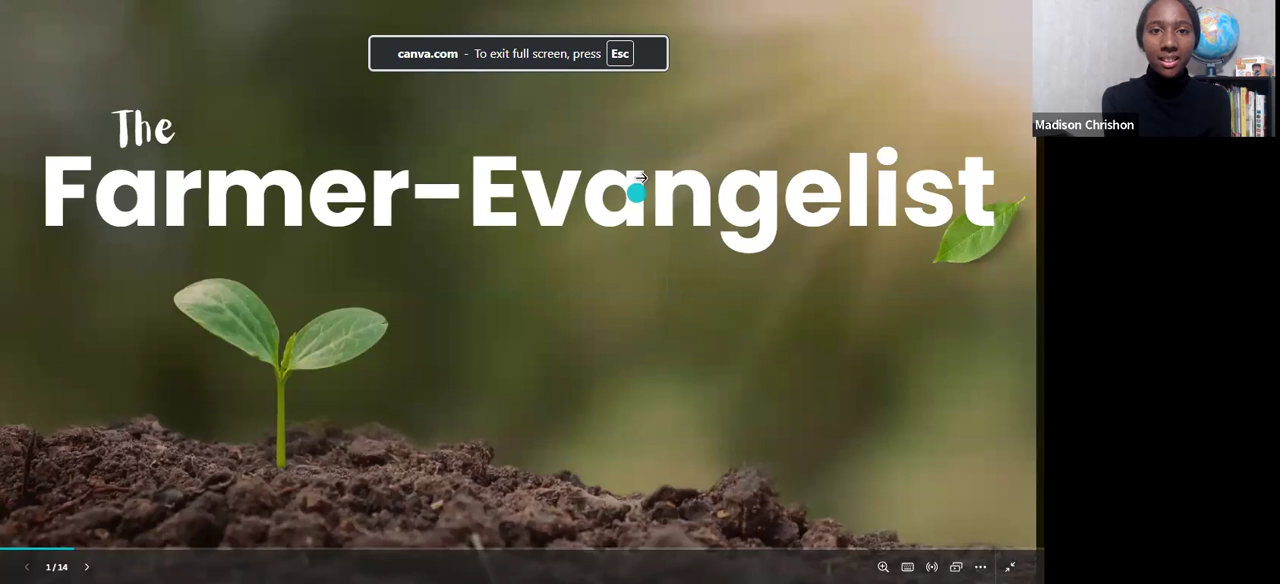 canva.com - To exit full screen, press Esc
Madison Chrishon
The
Farmer-Evangelist
1 / 14